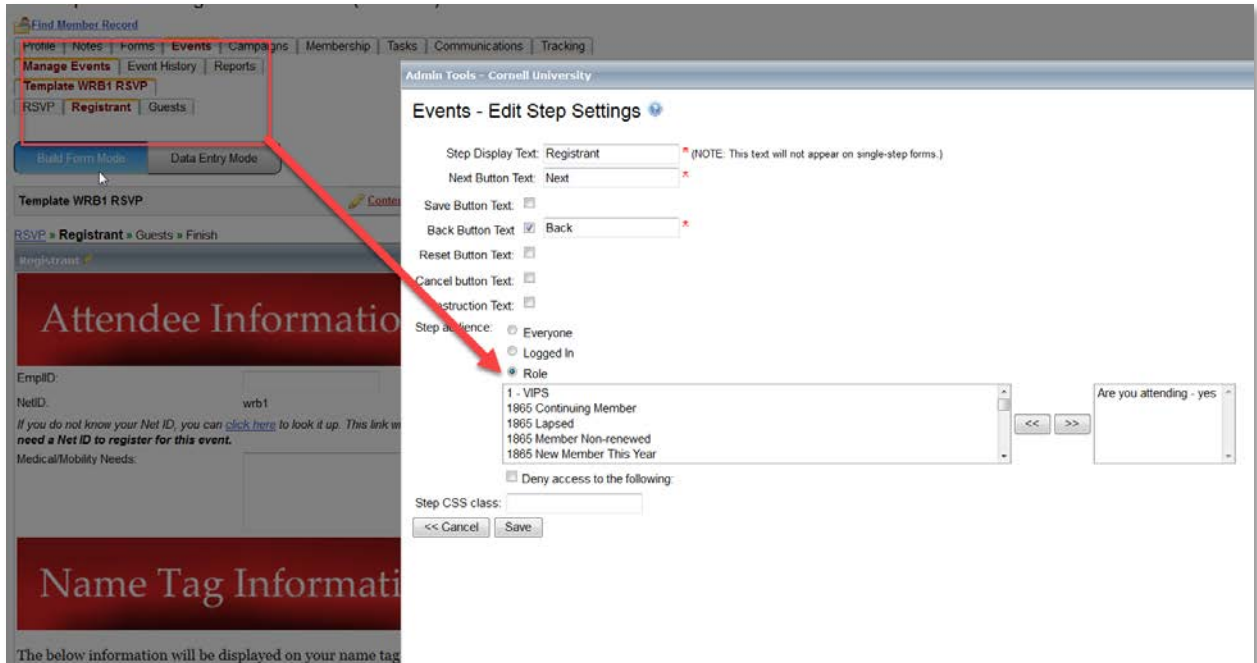 Find Member Record
Profile | Notes | Forms | Events | Campaigns | Membership | Tasks | Communications | Tracking
Manage Events | Event History | Reports
Template WRB1 RSVP
RSVP | Registrant | Guests
Build Form Mode Data Entry Mode
Template WRB1 RSVP
RSVP » Registrant » Guests » Finish
Registrant
Attendee Informatio
EmplID:
NetID: wrb1
If you do not know your Net ID, you can click here to look it up. This link
need a Net ID to register for this event.
Medical/Mobility Needs:
Name Tag Informati
The below information will be displayed on your name tag
Admin Tools - Cornell University
Events - Edit Step Settings
Step Display Text: Registrant * (NOTE: This text will not appear on single-step forms.)
Next Button Text: Next *
Save Button Text:
Back Button Text Back *
Reset Button Text:
Cancel button Text:
Text:
Step audience: Everyone
Logged In
Role
1 - VIPS
1865 Continuing Member
1865 Lapsed
1865 Member Non-renewed
1865 New Member This Year
<< >>
Are you attending - yes
Deny access to the following:
Step CSS class:
<< Cancel Save